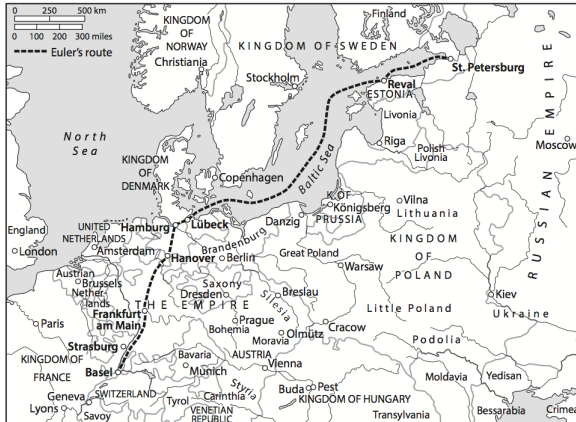 0 250 500 km
0 100 200 300 miles
Euler's route
KINGDOM
OF
NORWAY
Christiania
Finland
KINGDOM OF SWEDEN
St. Petersburg
Stockholm
Reval
ESTONIA
Livonia
Riga
Polish
Livonia
Moscow
RUSSIAN EMPIRE
North
Sea
KINGDOM
OF
DENMARK
Copenhagen
Baltic Sea
K. OF
PRUSSIA
Königsberg
Vilna
Lithuania
Danzig
England
London
UNITED
NETHERLANDS
Amsterdam
Hamburg
Lübeck
Hanover
Brandenburg
Berlin
Great Poland
Warsaw
KINGDOM
OF
POLAND
Austrian
Nether-
lands
Brussels
Saxony
Dresden
THE EMPIRE
Silesia
Breslau
Little Poland
Kiev
Ukraine
Frankfurt
am Main
Paris
Prague
Bohemia
Moravia
Olmütz
Cracow
Podolia
Strasburg
KINGDOM OF
FRANCE
Basel
Bavaria
Munich
AUSTRIA
Vienna
Buda
Pest
KINGDOM OF HUNGARY
Moldavia
Yedisan
Geneva
SWITZERLAND
Lyons
Savoy
Tyrol
Styria
Carinthia
VENETIAN
REPUBLIC
Transylvania
Bessarabia
Crimea